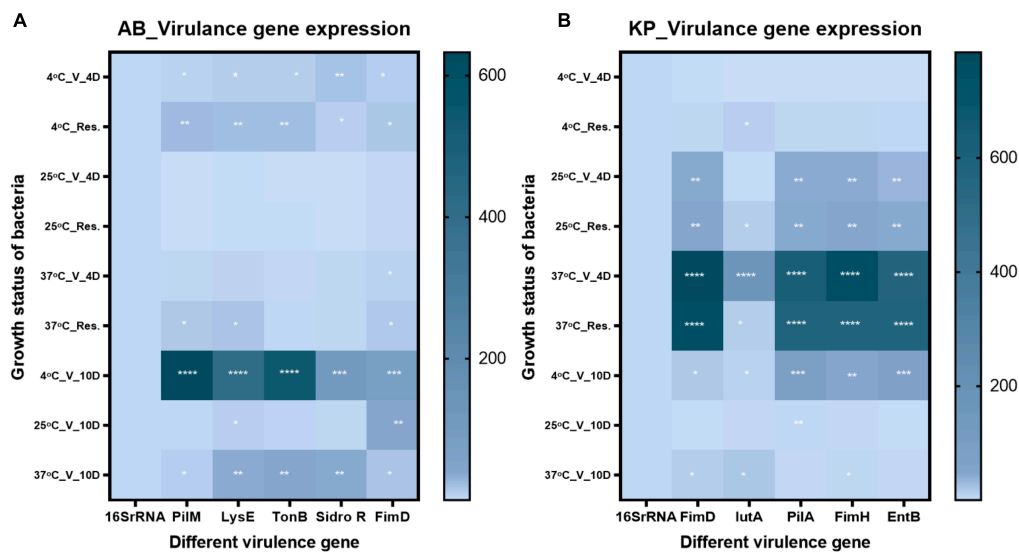 A
AB_Virulance gene expression
Growth status of bacteria
4°C_V_4D * * * ** *
4°C_Res. ** ** ** * *
25°C_V_4D
25°C_Res.
37°C_V_4D *
37°C_Res. * * *
4°C_V_10D **** **** **** *** ***
25°C_V_10D * **
37°C_V_10D * ** ** ** *
16SrRNA PilM LysE TonB Sidro R FimD
Different virulence gene
600
400
200
B
KP_Virulance gene expression
Growth status of bacteria
4°C_V_4D
4°C_Res. *
25°C_V_4D ** ** ** **
25°C_Res. ** * ** ** **
37°C_V_4D **** **** **** **** ****
37°C_Res. **** * **** **** ****
4°C_V_10D * * *** ** ***
25°C_V_10D **
37°C_V_10D * * *
16SrRNA FimD IutA PilA FimH EntB
Different virulence gene
600
400
200